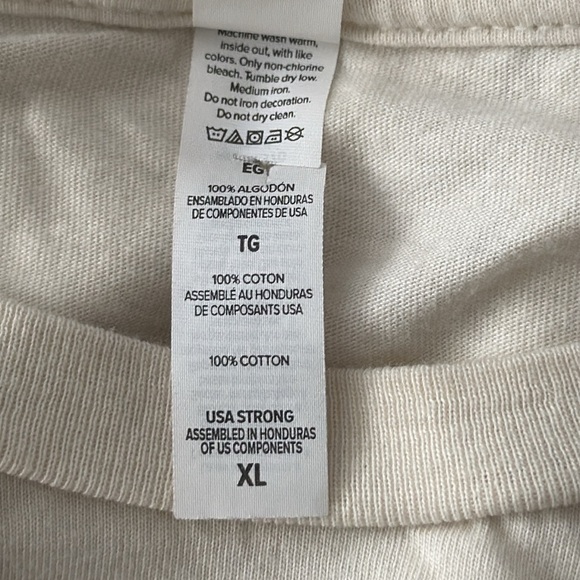 Machine wash warm,
inside out, with like
colors. Only non-chlorine
bleach. Tumble dry low.
Medium iron.
Do not iron decoration.
Do not dry clean.
EG
100% ALGODÓN
ENSAMBLADO EN HONDURAS
DE COMPONENTES DE USA
TG
100% COTON
ASSEMBLÉ AU HONDURAS
DE COMPOSANTS USA
100% COTTON
USA STRONG
ASSEMBLED IN HONDURAS
OF US COMPONENTS
XL